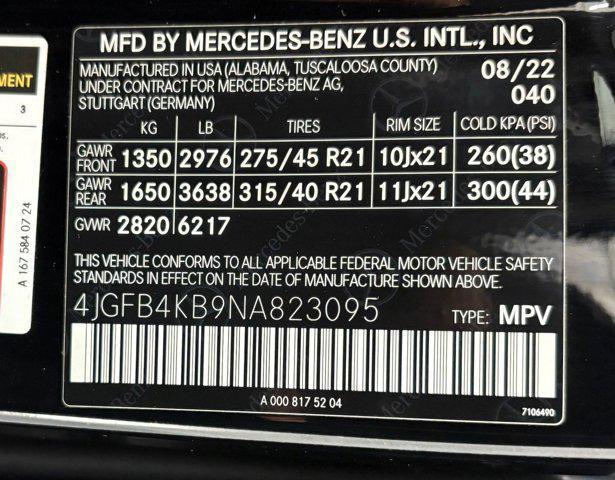 MFD BY MERCEDES-BENZ U.S. INTL., INC
MANUFACTURED IN USA (ALABAMA, TUSCALOOSA COUNTY) 08/22
UNDER CONTRACT FOR MERCEDES-BENZ AG, 040
STUTTGART (GERMANY)
KG LB TIRES RIM SIZE COLD KPA (PSI)
GAWR FRONT 1350 2976 275/45 R21 10Jx21 260(38)
GAWR REAR 1650 3638 315/40 R21 11Jx21 300(44)
GVWR 2820 6217
THIS VEHICLE CONFORMS TO ALL APPLICABLE FEDERAL MOTOR VEHICLE SAFETY
STANDARDS IN EFFECT ON THE DATE OF MANUFACTURE SHOWN ABOVE.
4JGFB4KB9NA823095 TYPE: MPV
A 000 817 52 04
7106490
MENT
3
A 167 584 07 24